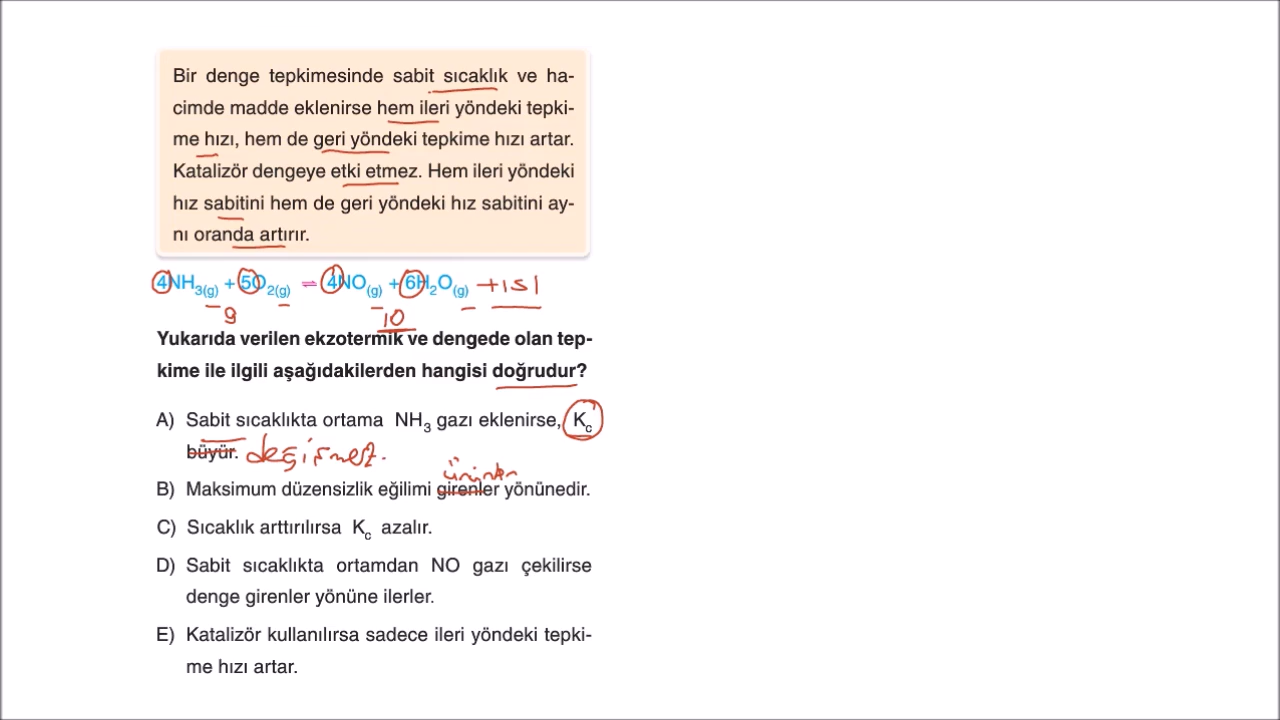 Bir denge tepkimesinde sabit sıcaklık ve ha-
cimde madde eklenirse hem ileri yöndeki tepki-
me hızı, hem de geri yöndeki tepkime hızı artar.
Katalizör dengeye etki etmez. Hem ileri yöndeki
hız sabitini hem de geri yöndeki hız sabitini ay-
nı oranda artırır.
4NH3(g) + 5O2(g) ⇌ 4NO(g) + 6H2O(g) + ısı
9 10
Yukarıda verilen ekzotermik ve dengede olan tep-
kime ile ilgili aşağıdakilerden hangisi doğrudur?
A) Sabit sıcaklıkta ortama NH3 gazı eklenirse, Kc
büyür. değişmez.
ürünler
B) Maksimum düzensizlik eğilimi girenler yönünedir.
C) Sıcaklık arttırılırsa Kc azalır.
D) Sabit sıcaklıkta ortamdan NO gazı çekilirse
denge girenler yönüne ilerler.
E) Katalizör kullanılırsa sadece ileri yöndeki tepki-
me hızı artar.